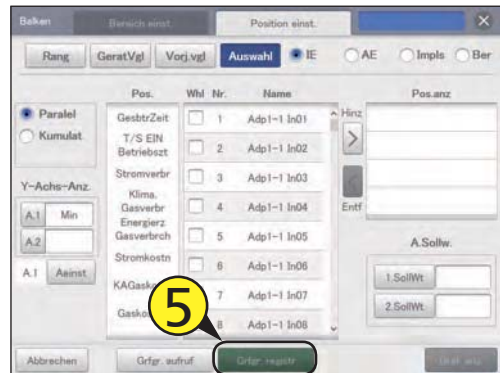 Balken
Bereich einst.
Position einst.
Rang
GerätVgl
Vorj.vgl
Auswahl
IE
AE
Impls
Ber
Pos.
Whl
Nr.
Name
Hinz
Pos.anz
Paralel
Kumulat
GesbtrZeit
T/S EIN
Betriebszt
Stromverbr
Klima.
Gasverbr
Energierz
Gasverbrch
Stromkostn
1 Adp1-1 In01
2 Adp1-1 In02
3 Adp1-1 In03
4 Adp1-1 In04
5 Adp1-1 In05
6 Adp1-1 In06
7 Adp1-1 In07
8 Adp1-1 In08
Entf
Y-Achs-Anz.
A.1 Min
A.2
A.1 Aeinst
A.Sollw.
1.SollWt
2.SollWt
5
Abbrechen
Grfgr. aufruf
Grfgr. registr